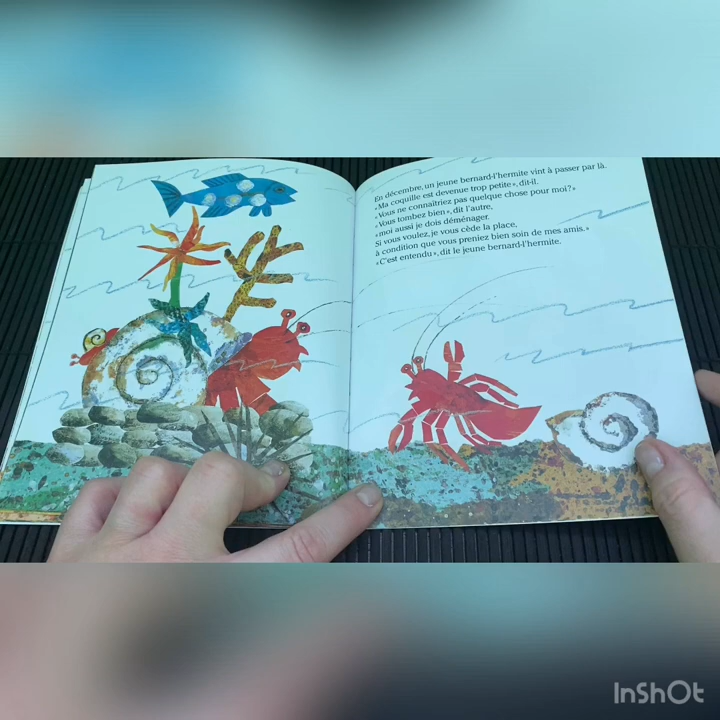 En décembre, un jeune bernard-l'hermite vint à passer par là.
« Ma coquille est devenue trop petite », dit-il.
« Vous ne connaîtriez pas quelque chose pour moi ? »
« Vous tombez bien », dit l'autre,
« moi aussi je dois déménager.
Si vous voulez, je vous cède la place,
à condition que vous preniez bien soin de mes amis. »
« C'est entendu », dit le jeune bernard-l'hermite.
InShOt